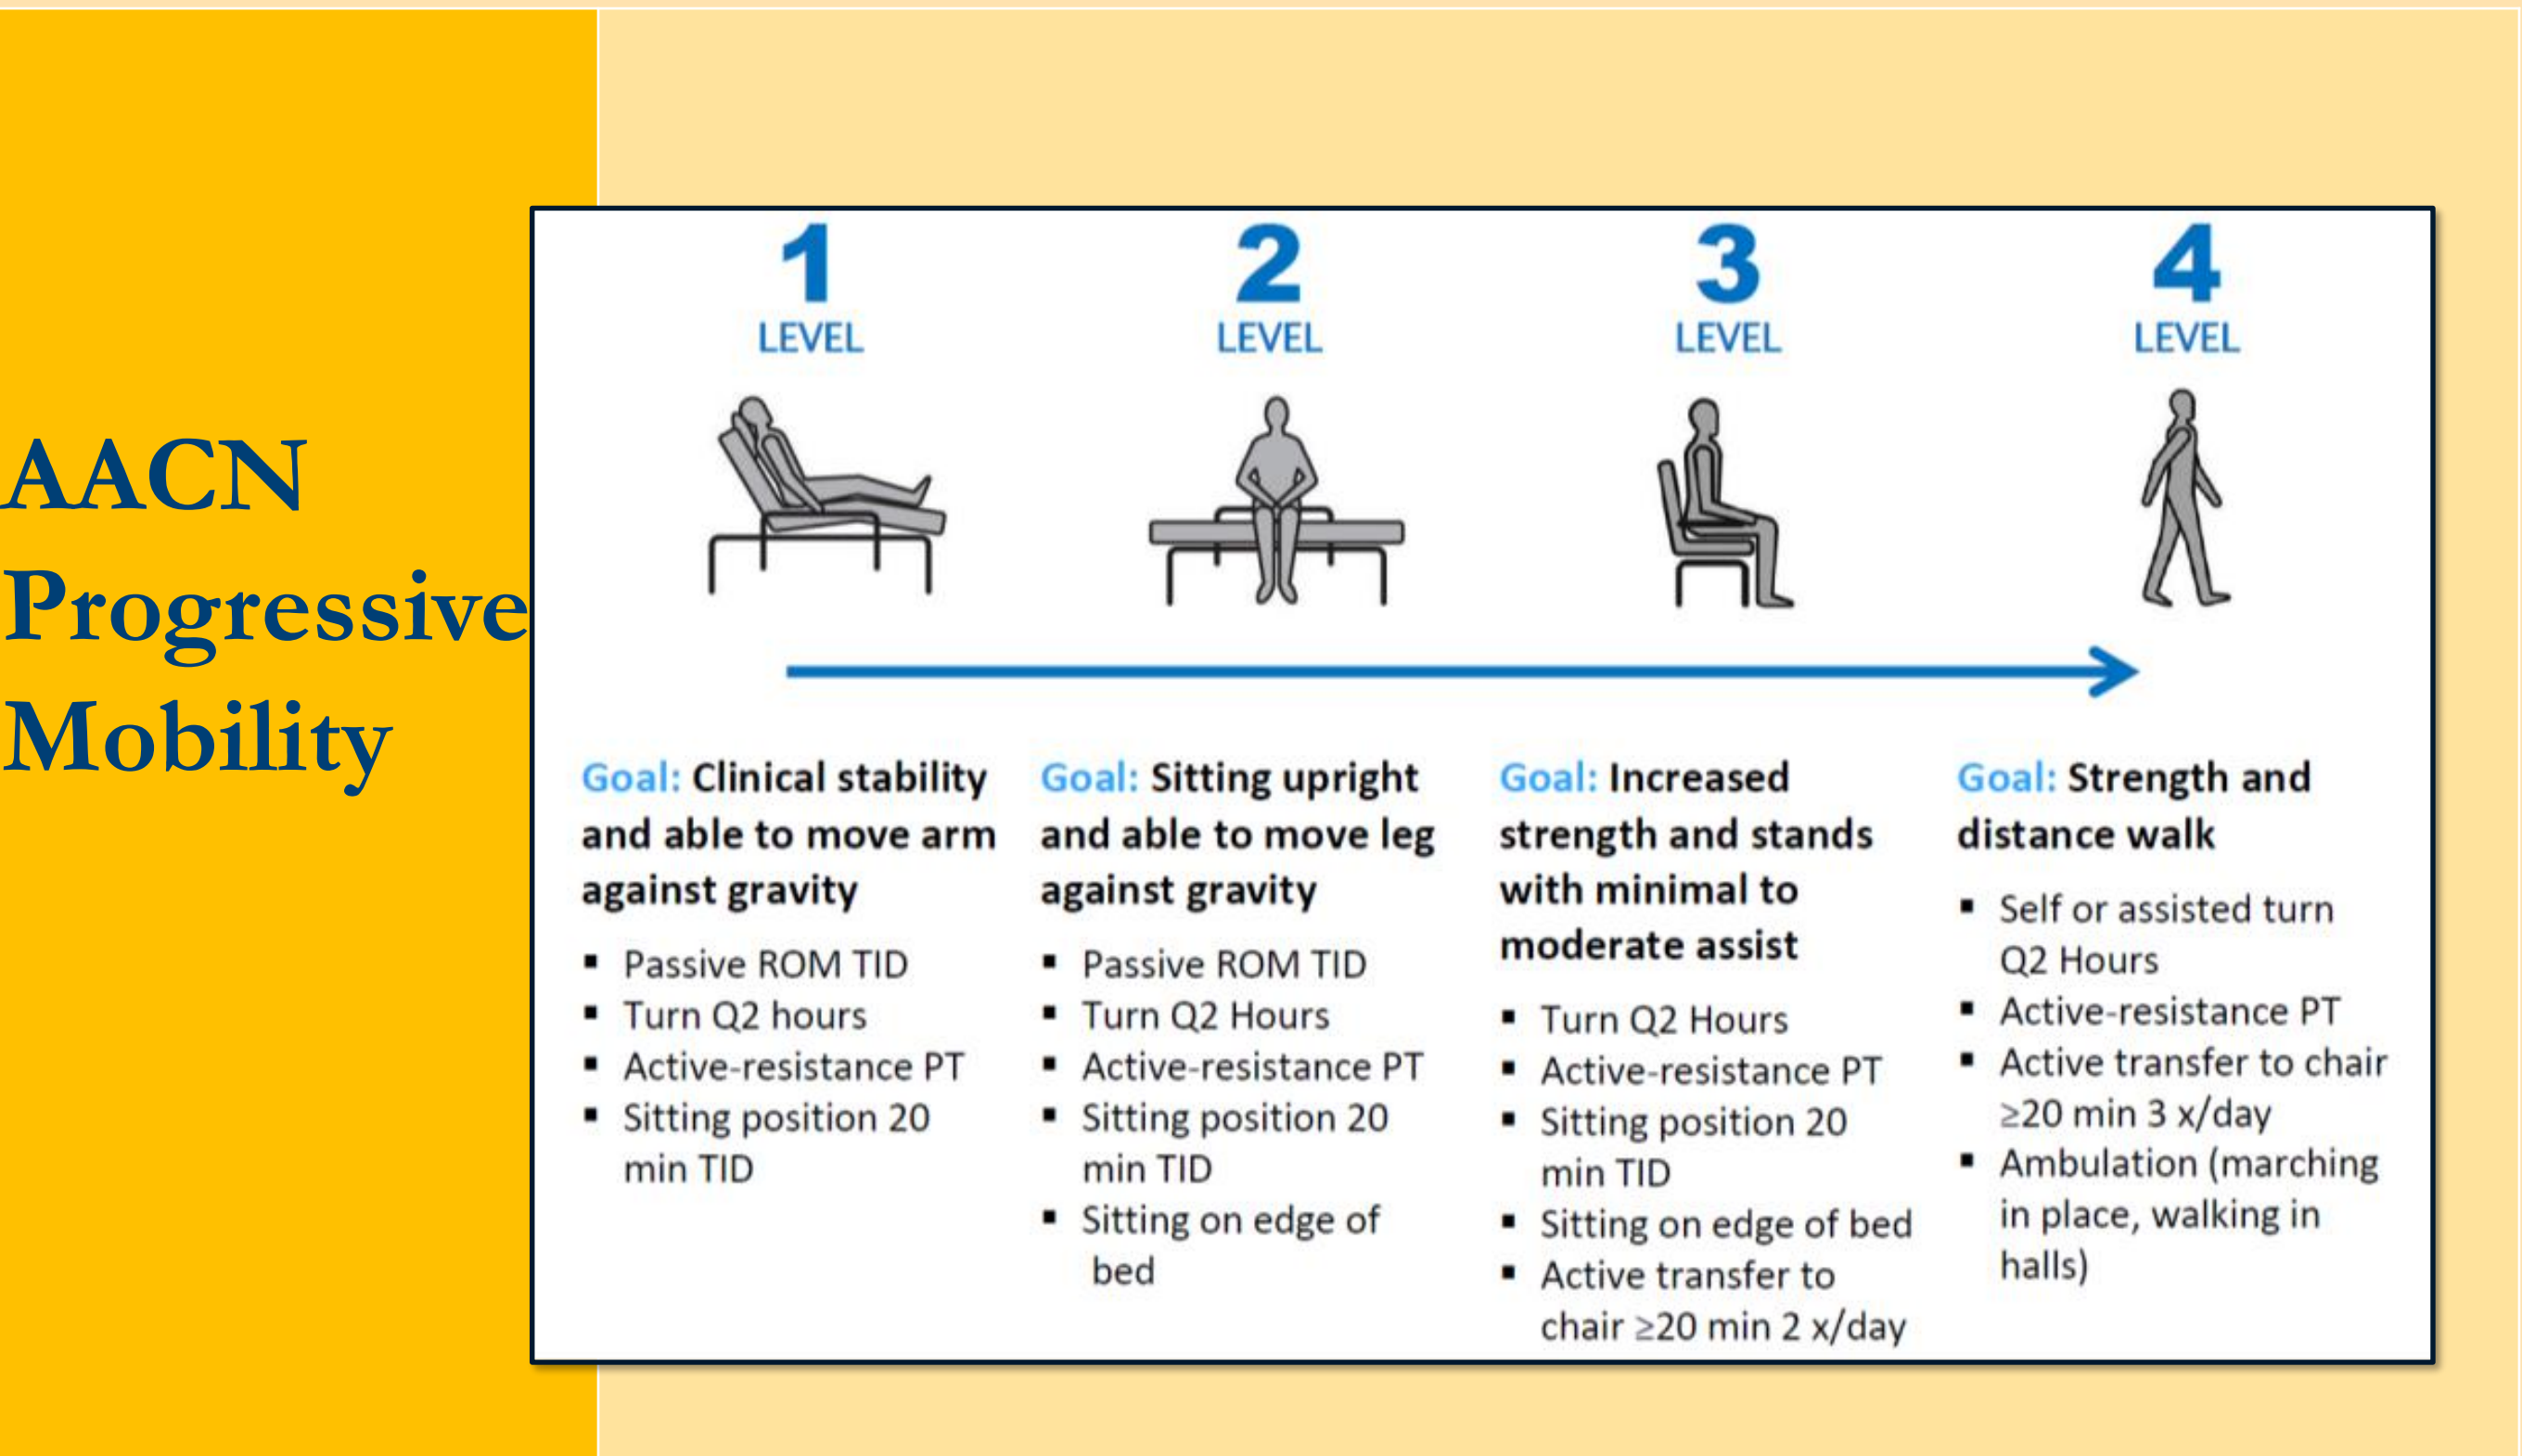 AACN
Progressive
Mobility
1
LEVEL
2
LEVEL
3
LEVEL
4
LEVEL
Goal: Clinical stability
and able to move arm
against gravity
▪ Passive ROM TID
▪ Turn Q2 hours
▪ Active-resistance PT
▪ Sitting position 20
min TID
Goal: Sitting upright
and able to move leg
against gravity
▪ Passive ROM TID
▪ Turn Q2 Hours
▪ Active-resistance PT
▪ Sitting position 20
min TID
▪ Sitting on edge of
bed
Goal: Increased
strength and stands
with minimal to
moderate assist
▪ Turn Q2 Hours
▪ Active-resistance PT
▪ Sitting position 20
min TID
▪ Sitting on edge of bed
▪ Active transfer to
chair ≥20 min 2 x/day
Goal: Strength and
distance walk
▪ Self or assisted turn
Q2 Hours
▪ Active-resistance PT
▪ Active transfer to chair
≥20 min 3 x/day
▪ Ambulation (marching
in place, walking in
halls)